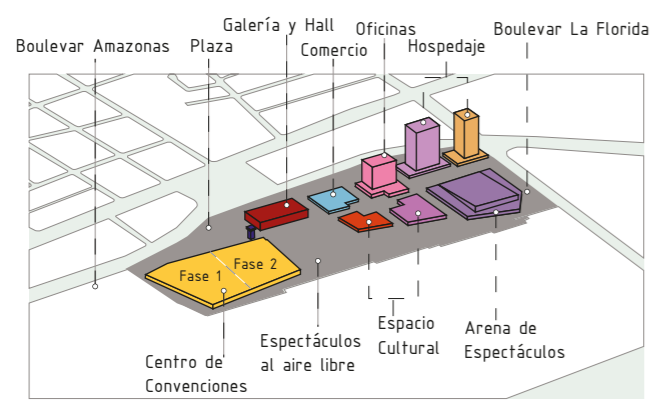 Galería y Hall
Oficinas
Boulevar La Florida
Boulevar Amazonas
Plaza
Comercio
Hospedaje
Fase 1
Fase 2
Centro de
Convenciones
Espectáculos
al aire libre
Espacio
Cultural
Arena de
Espectáculos